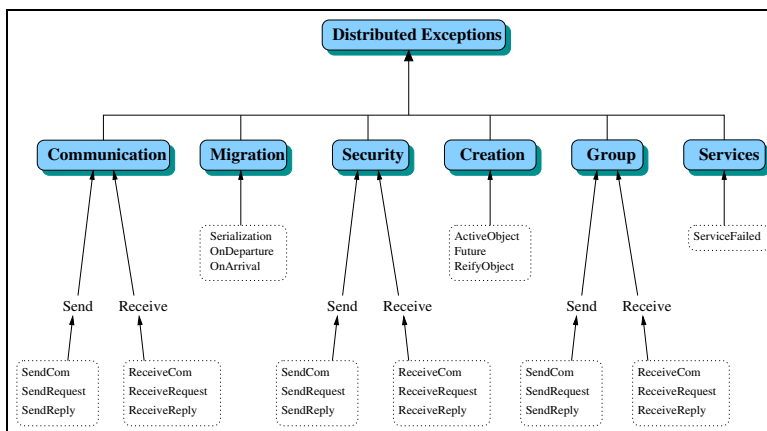 Distributed Exceptions
Communication
Migration
Security
Creation
Group
Services
Serialization
OnDeparture
OnArrival
ActiveObject
Future
ReifyObject
ServiceFailed
Send
Receive
Send
Receive
Send
Receive
SendCom
SendRequest
SendReply
ReceiveCom
ReceiveRequest
ReceiveReply
SendCom
SendRequest
SendReply
ReceiveCom
ReceiveRequest
ReceiveReply
SendCom
SendRequest
SendReply
ReceiveCom
ReceiveRequest
ReceiveReply